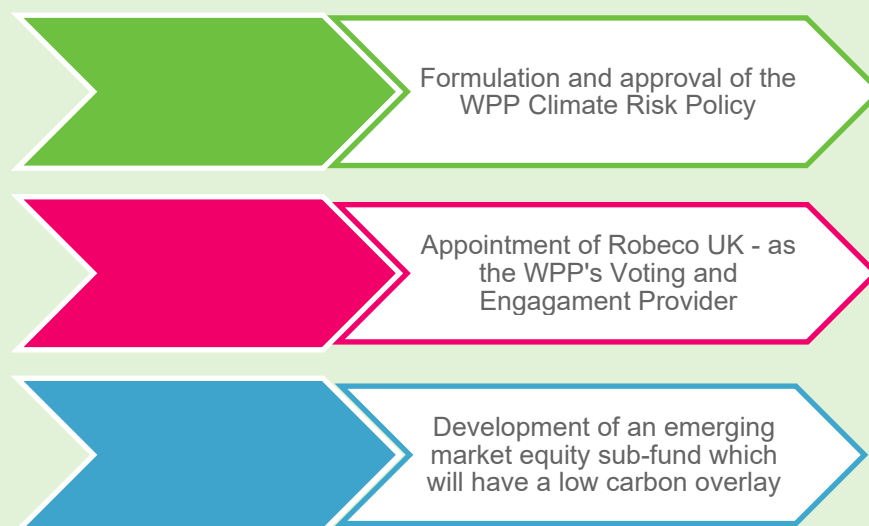 Formulation and approval of the
WPP Climate Risk Policy
Appointment of Robeco UK - as
the WPP's Voting and
Engagament Provider
Development of an emerging
market equity sub-fund which
will have a low carbon overlay